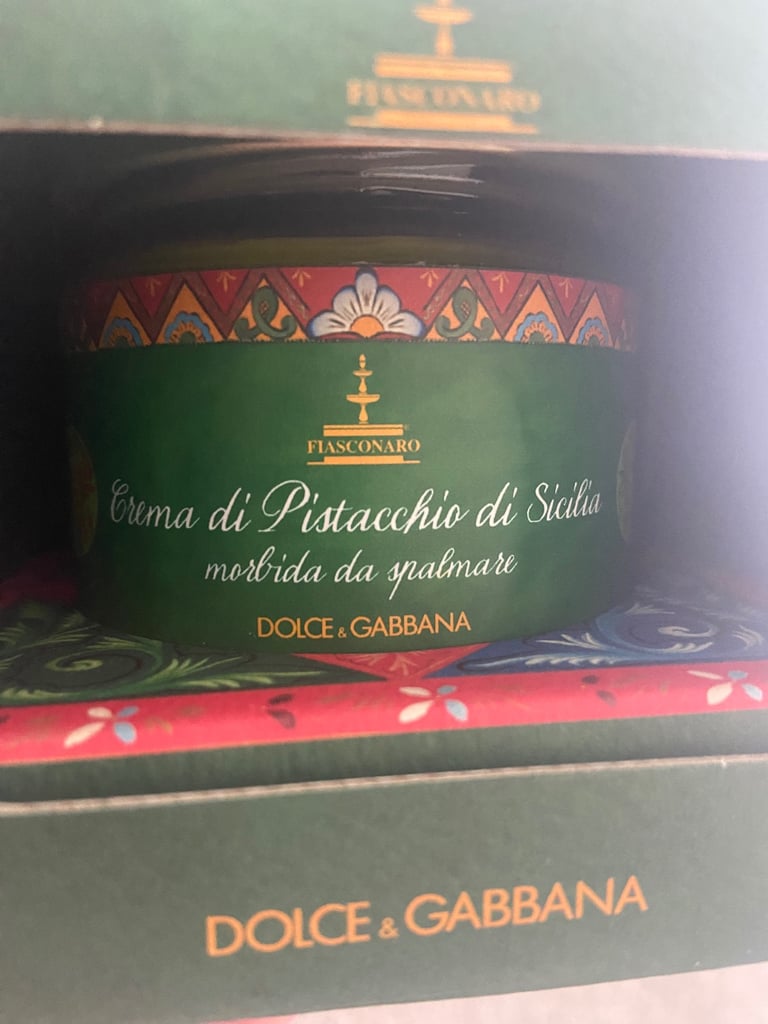 FIASCONARO
FIASCONARO
Crema di Pistacchio di Sicilia
morbida da spalmare
DOLCE & GABBANA
DOLCE & GABBANA